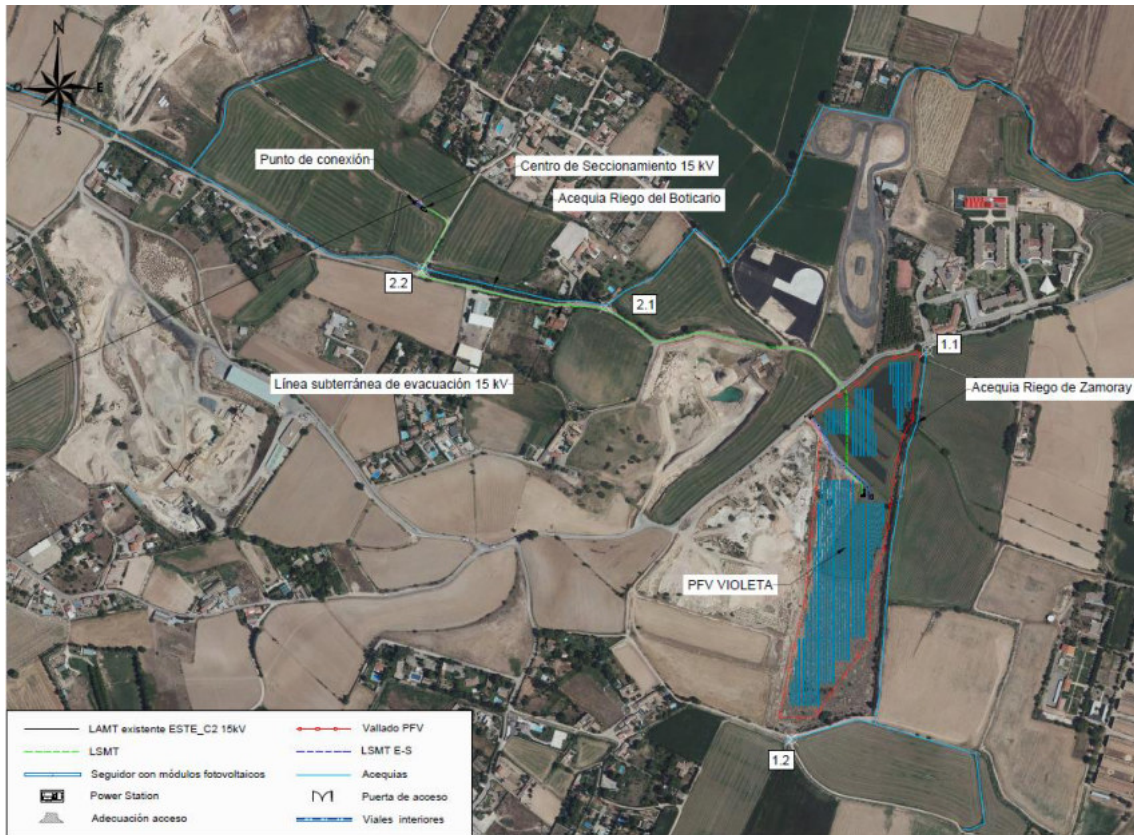 N
E
S
Punto de conexión
Centro de Seccionamiento 15 kV
Acequia Riego del Boticario
2.2
2.1
1.1
Línea subterránea de evacuación 15 kV
Acequia Riego de Zamoray
PFV VIOLETA
1.2
LAMT existente ESTE_C2 15kV
Vallado PFV
LSMT
LSMT E-S
Seguidor con módulos fotovoltaicos
Acequias
Power Station
Puerta de acceso
Adecuación acceso
Viales interiores